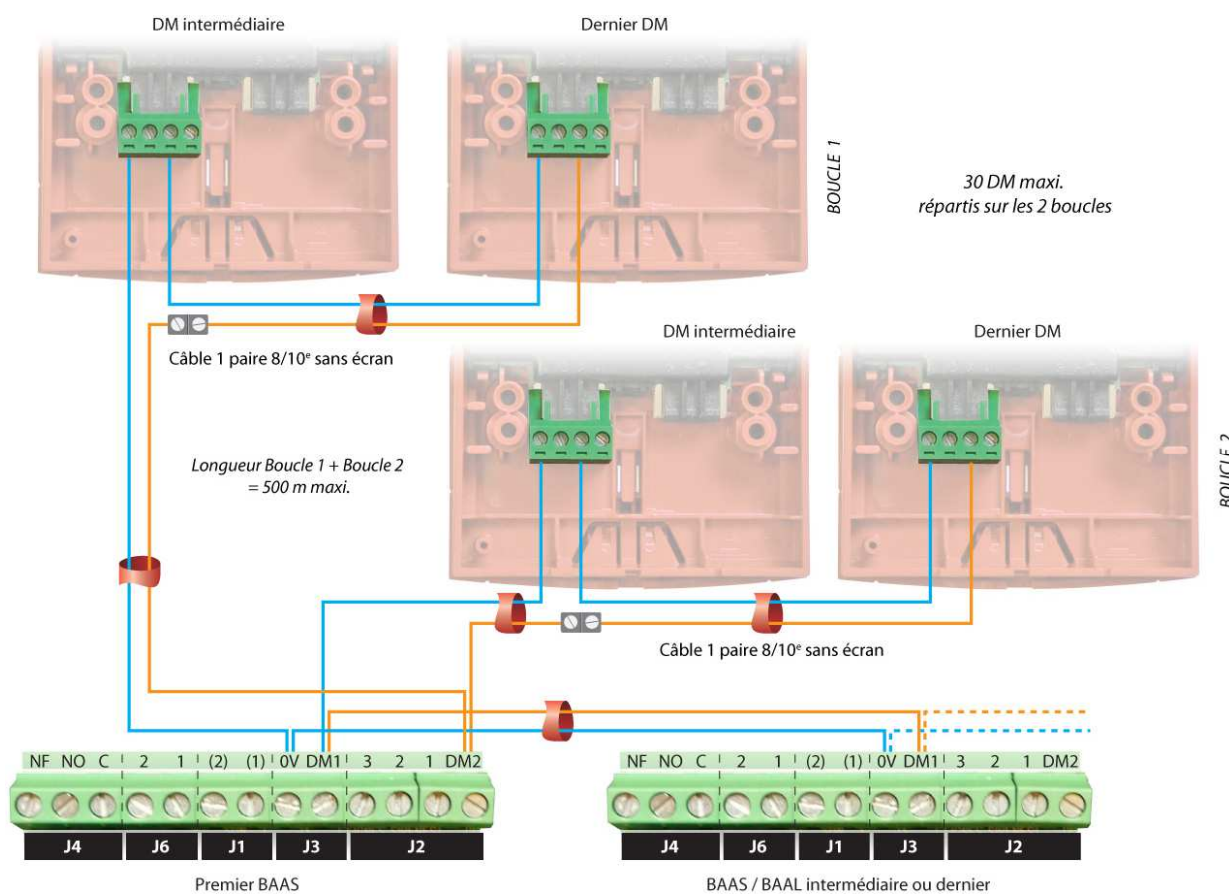 DM intermédiaire
Dernier DM
BOUCLE 1
30 DM maxi.
répartis sur les 2 boucles
Câble 1 paire 8/10e sans écran
DM intermédiaire
Dernier DM
BOUCLE 2
Longueur Boucle 1 + Boucle 2
= 500 m maxi.
Câble 1 paire 8/10e sans écran
NF NO C 2 1 (2) (1) 0V DM1 3 2 1 DM2
NF NO C 2 1 (2) (1) 0V DM1 3 2 1 DM2
J4 J6 J1 J3 J2
J4 J6 J1 J3 J2
Premier BAAS
BAAS / BAAL intermédiaire ou dernier